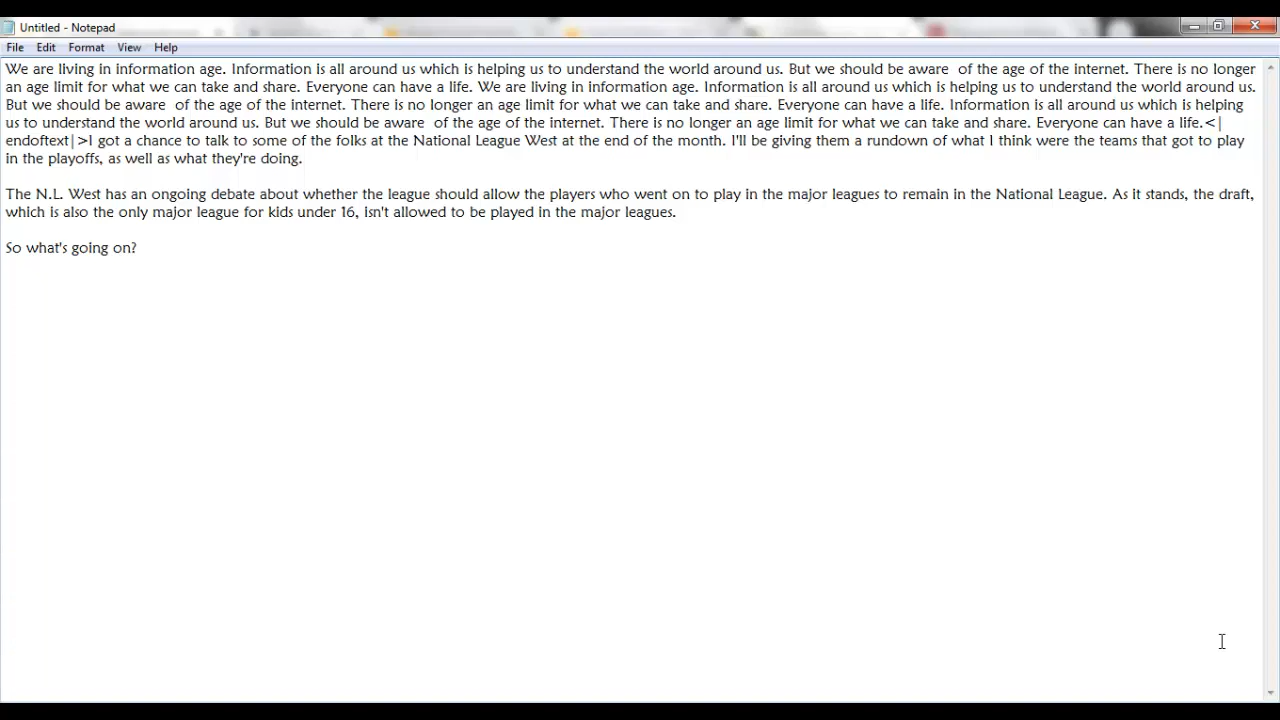 Untitled - Notepad
File Edit Format View Help
We are living in information age. Information is all around us which is helping us to understand the world around us. But we should be aware  of the age of the internet. There is no longer
an age limit for what we can take and share. Everyone can have a life. We are living in information age. Information is all around us which is helping us to understand the world around us.
But we should be aware  of the age of the internet. There is no longer an age limit for what we can take and share. Everyone can have a life. Information is all around us which is helping
us to understand the world around us. But we should be aware  of the age of the internet. There is no longer an age limit for what we can take and share. Everyone can have a life.<|
endoftext|>I got a chance to talk to some of the folks at the National League West at the end of the month. I'll be giving them a rundown of what I think were the teams that got to play
in the playoffs, as well as what they're doing.
The N.L. West has an ongoing debate about whether the league should allow the players who went on to play in the major leagues to remain in the National League. As it stands, the draft,
which is also the only major league for kids under 16, isn't allowed to be played in the major leagues.
So what's going on?